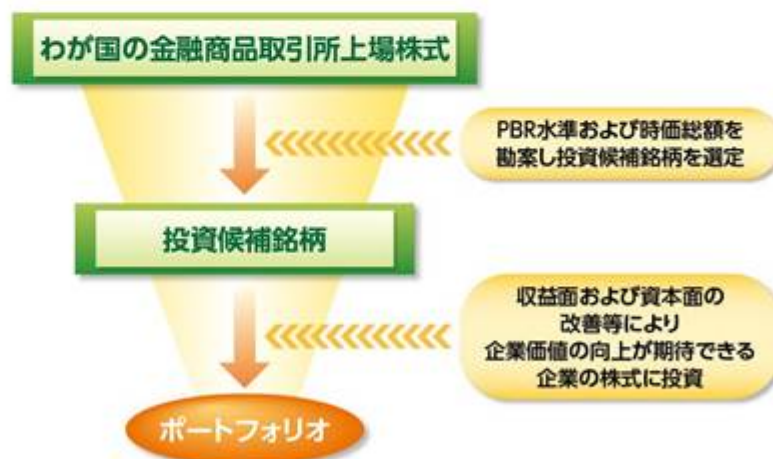 わが国の金融商品取引所上場株式
PBR水準および時価総額を
勘案し投資候補銘柄を選定
投資候補銘柄
収益面および資本面の
改善等により
企業価値の向上が期待できる
企業の株式に投資
ポートフォリオ